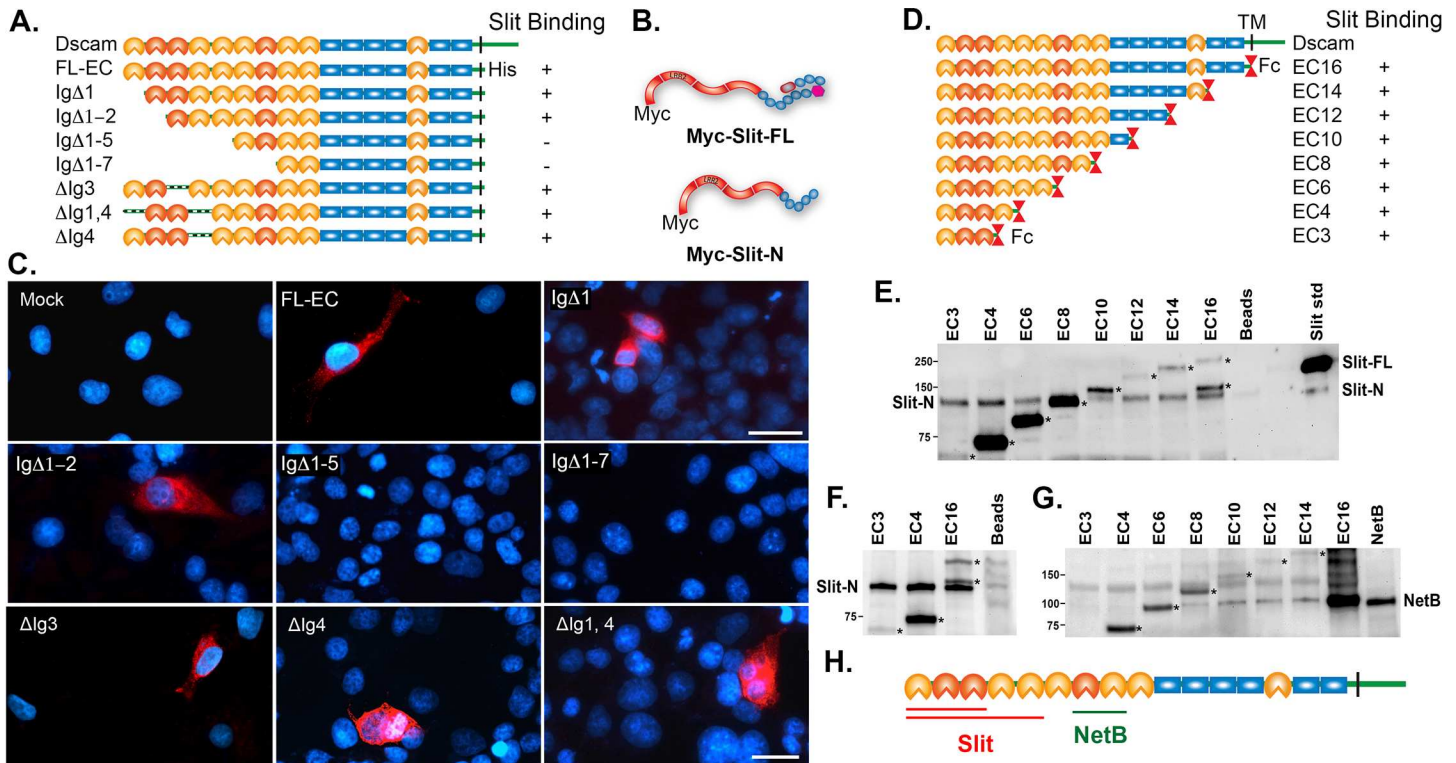 A.
Slit Binding
Dscam
FL-EC His +
IgΔ1 +
IgΔ1–2 +
IgΔ1-5 -
IgΔ1-7 -
ΔIg3 +
ΔIg1,4 +
ΔIg4 +
B.
LRR2
Myc
Myc-Slit-FL
LRR2
Myc
Myc-Slit-N
C.
Mock
FL-EC
IgΔ1
IgΔ1–2
IgΔ1-5
IgΔ1-7
ΔIg3
ΔIg4
ΔIg1, 4
D.
TM Slit Binding
Dscam
Fc EC16 +
EC14 +
EC12 +
EC10 +
EC8 +
EC6 +
EC4 +
Fc EC3 +
E.
EC3 EC4 EC6 EC8 EC10 EC12 EC14 EC16 Beads Slit std
250
150
75
Slit-N
* * * * * * * * *
Slit-FL
Slit-N
F.
EC3 EC4 EC16 Beads
Slit-N
75
* * * *
G.
EC3 EC4 EC6 EC8 EC10 EC12 EC14 EC16 NetB
150
100
75
* * * * * *
NetB
H.
Slit
NetB